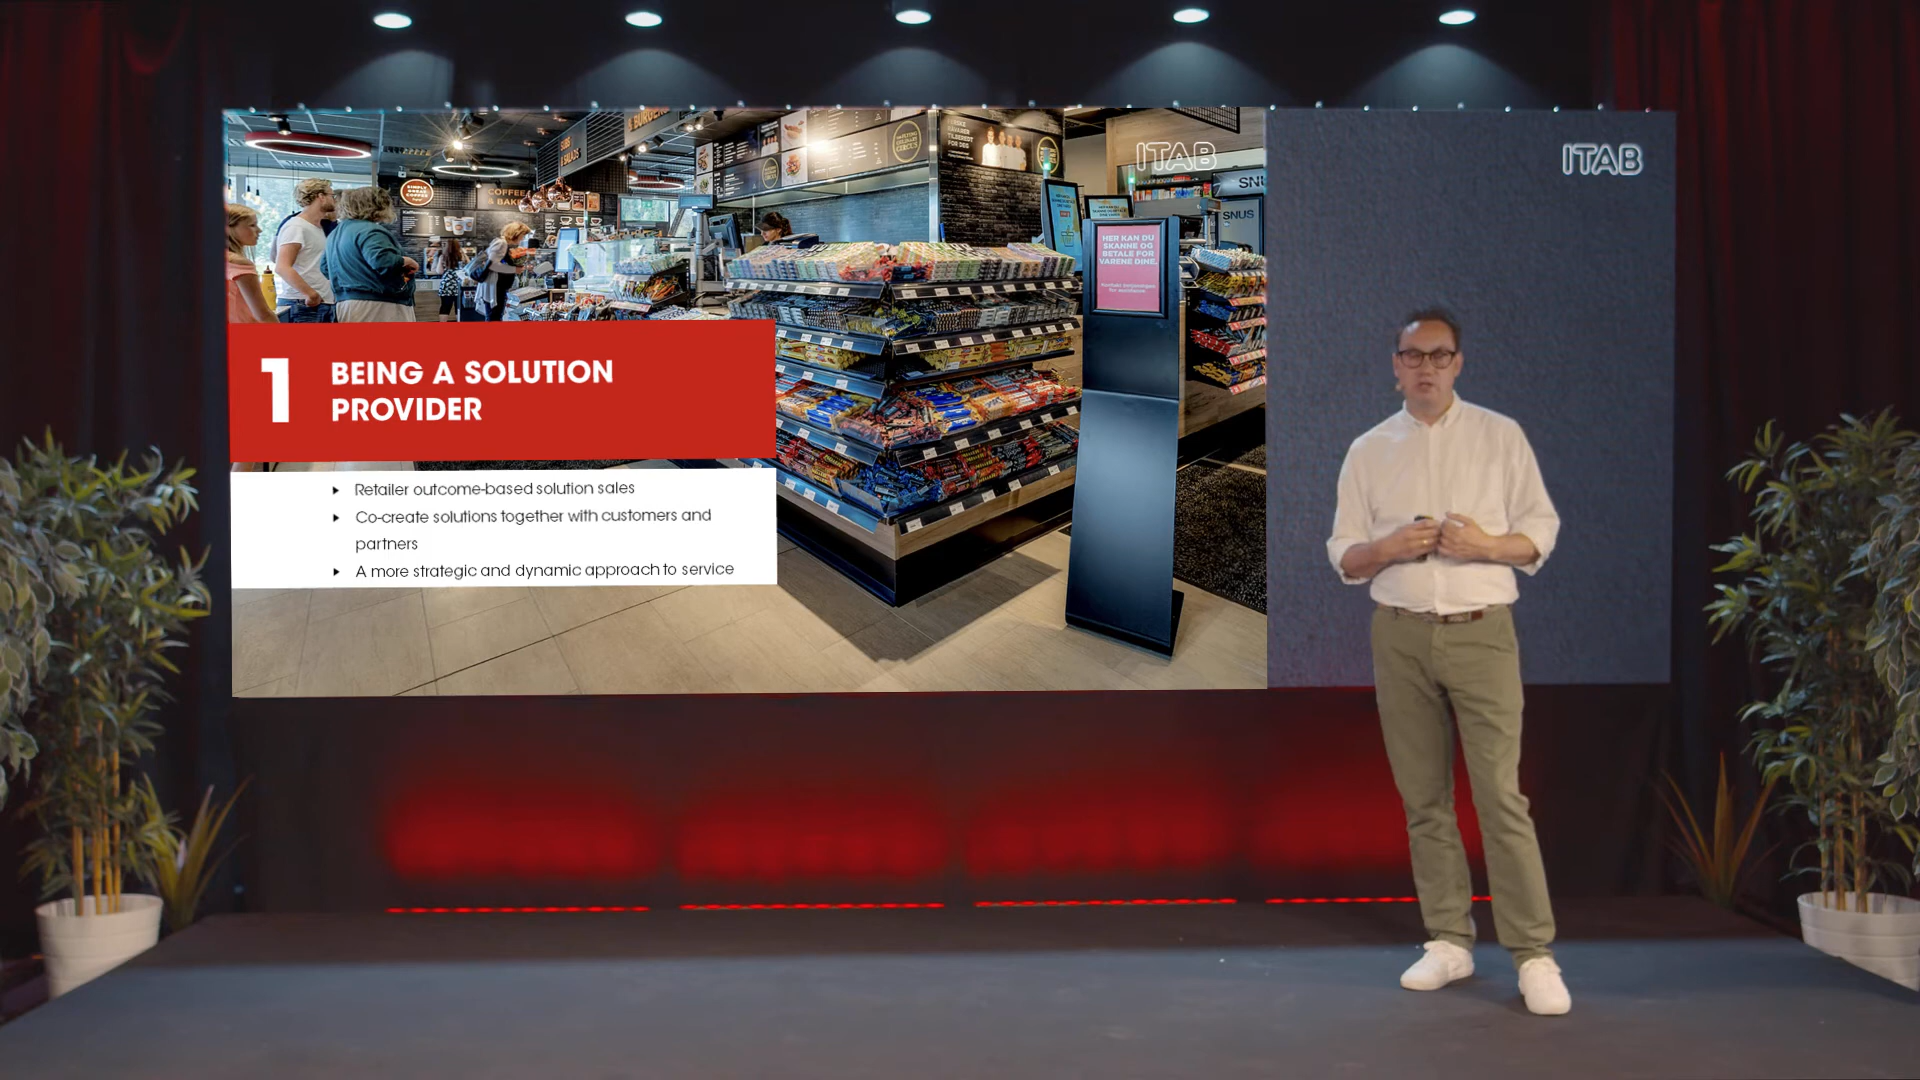 ITAB
ITAB
COFFEE
& BAKE
SNUS
HER KAN DU
SKANNE OG
BETALE FOR
VARENE DINE.
1
BEING A SOLUTION
PROVIDER
Retailer outcome-based solution sales
Co-create solutions together with customers and
partners
A more strategic and dynamic approach to service